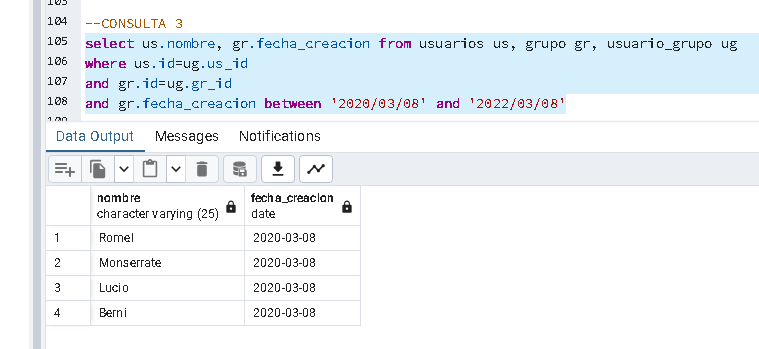 103
104 --CONSULTA 3
105 select us.nombre, gr.fecha_creacion from usuarios us, grupo gr, usuario_grupo ug
106 where us.id=ug.us_id
107 and gr.id=ug.gr_id
108 and gr.fecha_creacion between '2020/03/08' and '2022/03/08'
109
Data Output Messages Notifications
nombre fecha_creacion
character varying (25) date
1 Romel 2020-03-08
2 Monserrate 2020-03-08
3 Lucio 2020-03-08
4 Berni 2020-03-08